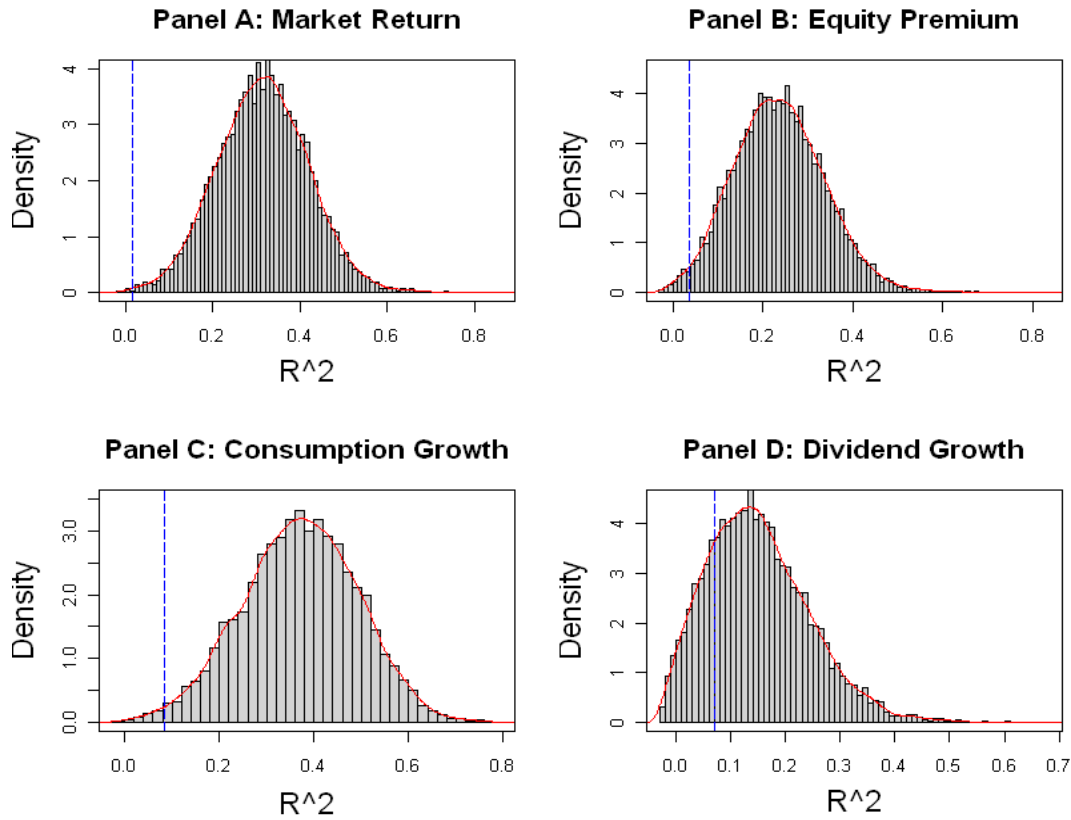 Panel A: Market Return
Density
0
1
2
3
4
0.0 0.2 0.4 0.6 0.8
R^2
Panel B: Equity Premium
Density
0
1
2
3
4
0.0 0.2 0.4 0.6 0.8
R^2
Panel C: Consumption Growth
Density
0.0
1.0
2.0
3.0
0.0 0.2 0.4 0.6 0.8
R^2
Panel D: Dividend Growth
Density
0
1
2
3
4
0.0 0.1 0.2 0.3 0.4 0.5 0.6 0.7
R^2